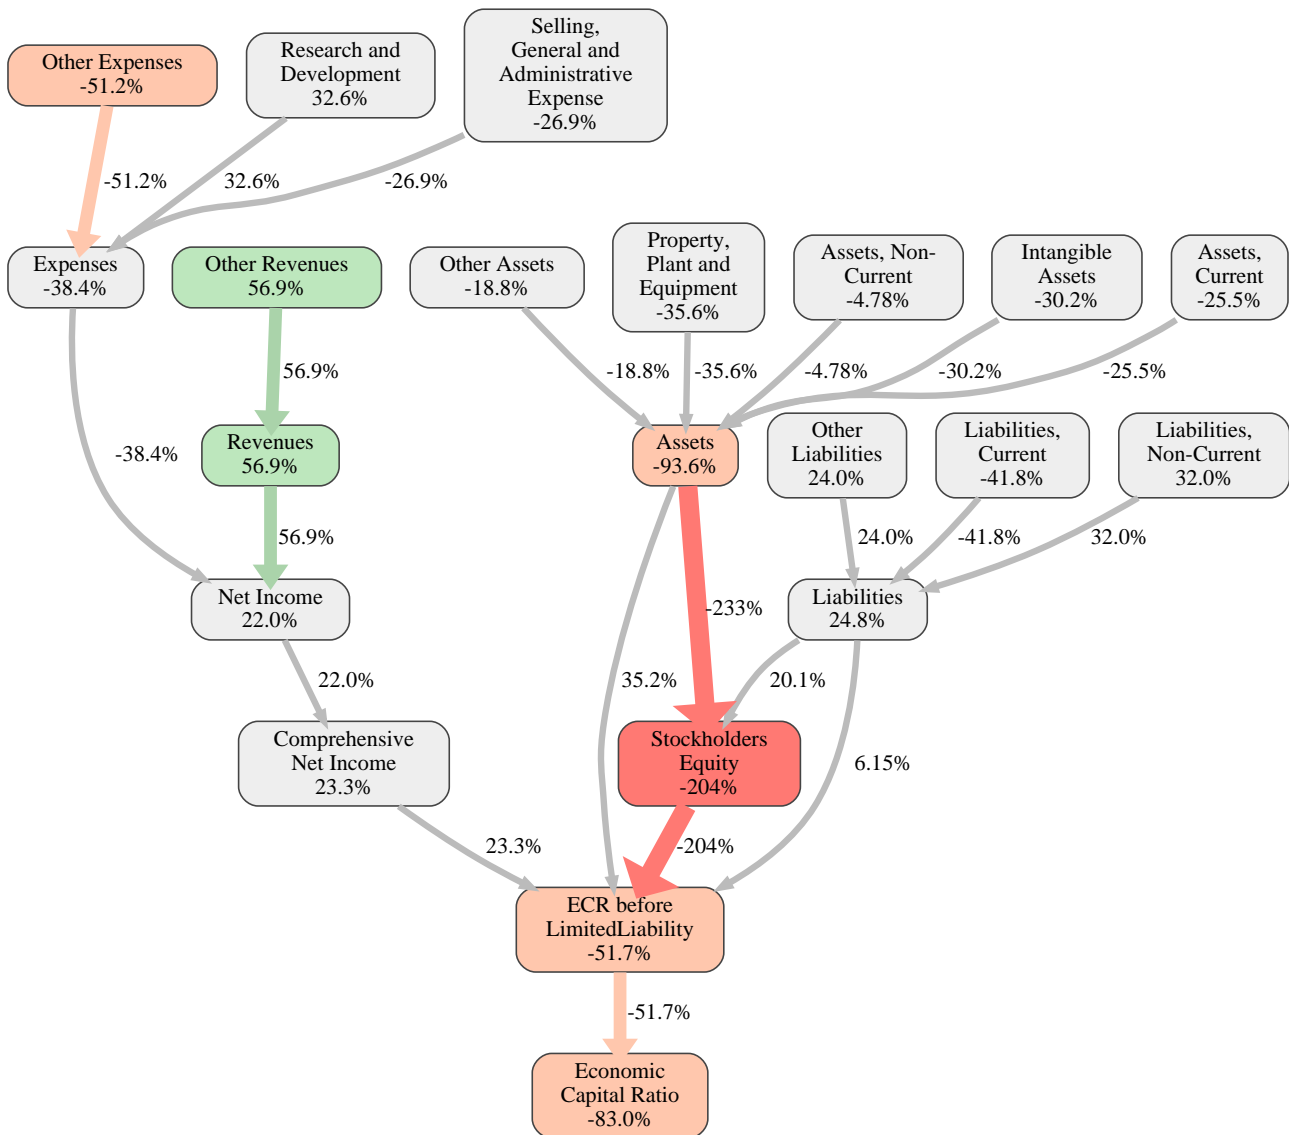 Other Expenses
-51.2%
Research and
Development
32.6%
Selling,
General and
Administrative
Expense
-26.9%
-51.2%
32.6%
-26.9%
Expenses
-38.4%
Other Revenues
56.9%
Other Assets
-18.8%
Property,
Plant and
Equipment
-35.6%
Assets, Non-
Current
-4.78%
Intangible
Assets
-30.2%
Assets,
Current
-25.5%
56.9%
-18.8%
-35.6%
-4.78%
-30.2%
-25.5%
-38.4%
Revenues
56.9%
Assets
-93.6%
Other
Liabilities
24.0%
Liabilities,
Current
-41.8%
Liabilities,
Non-Current
32.0%
56.9%
24.0%
-41.8%
32.0%
Net Income
22.0%
-233%
Liabilities
24.8%
22.0%
35.2%
20.1%
Comprehensive
Net Income
23.3%
Stockholders
Equity
-204%
6.15%
23.3%
-204%
ECR before
LimitedLiability
-51.7%
-51.7%
Economic
Capital Ratio
-83.0%